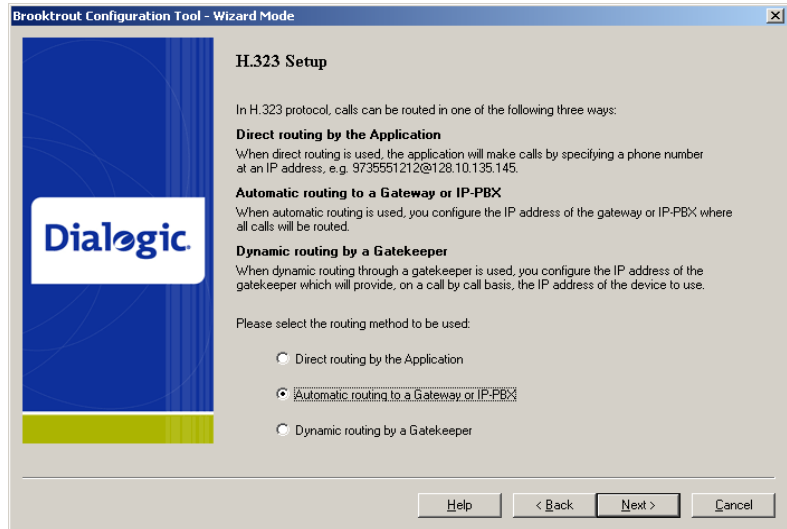 Brooktrout Configuration Tool - Wizard Mode
H.323 Setup
In H.323 protocol, calls can be routed in one of the following three ways:
Direct routing by the Application
When direct routing is used, the application will make calls by specifying a phone number
at an IP address, e.g. 9735551212@128.10.135.145.
Automatic routing to a Gateway or IP-PBX
When automatic routing is used, you configure the IP address of the gateway or IP-PBX where
all calls will be routed.
Dynamic routing by a Gatekeeper
When dynamic routing through a gatekeeper is used, you configure the IP address of the
gatekeeper which will provide, on a call by call basis, the IP address of the device to use.
Dialogic.
Please select the routing method to be used:
Direct routing by the Application
Automatic routing to a Gateway or IP-PBX
Dynamic routing by a Gatekeeper
Help < Back Next > Cancel